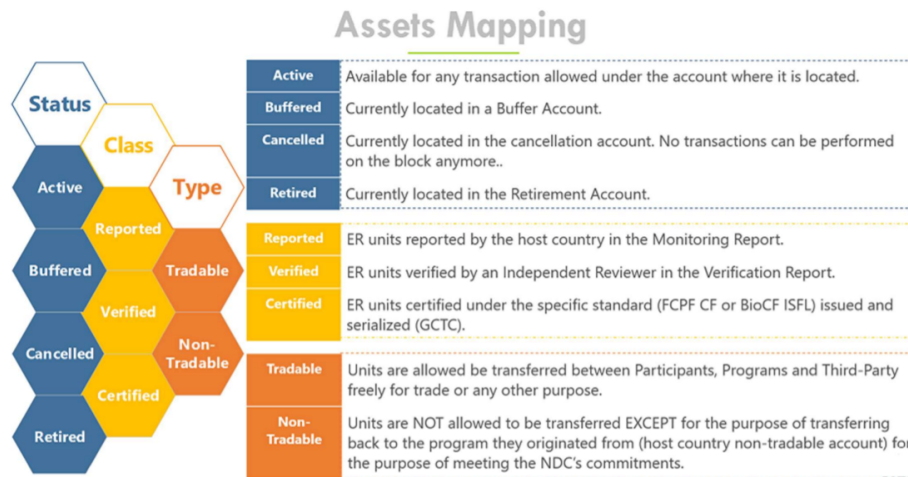 Assets Mapping
Status
Class
Type
Active
Reported
Buffered
Tradable
Verified
Cancelled
Non-
Tradable
Certified
Retired
Active Available for any transaction allowed under the account where it is located.
Buffered Currently located in a Buffer Account.
Cancelled Currently located in the cancellation account. No transactions can be performed
on the block anymore..
Retired Currently located in the Retirement Account.
Reported ER units reported by the host country in the Monitoring Report.
Verified ER units verified by an Independent Reviewer in the Verification Report.
Certified ER units certified under the specific standard (FCPF CF or BioCF ISFL) issued and
serialized (GCTC).
Tradable Units are allowed be transferred between Participants, Programs and Third-Party
freely for trade or any other purpose.
Non- Units are NOT allowed to be transferred EXCEPT for the purpose of transferring
Tradable back to the program they originated from (host country non-tradable account) for
the purpose of meeting the NDC's commitments.